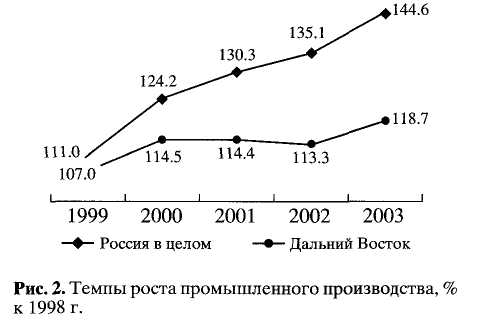 144.6
135.1
130.3
124.2
118.7
111.0
107.0
114.5
114.4
113.3
1999 2000 2001 2002 2003
Россия в целом Дальний Восток
Рис. 2. Темпы роста промышленного производства, %
к 1998 г.